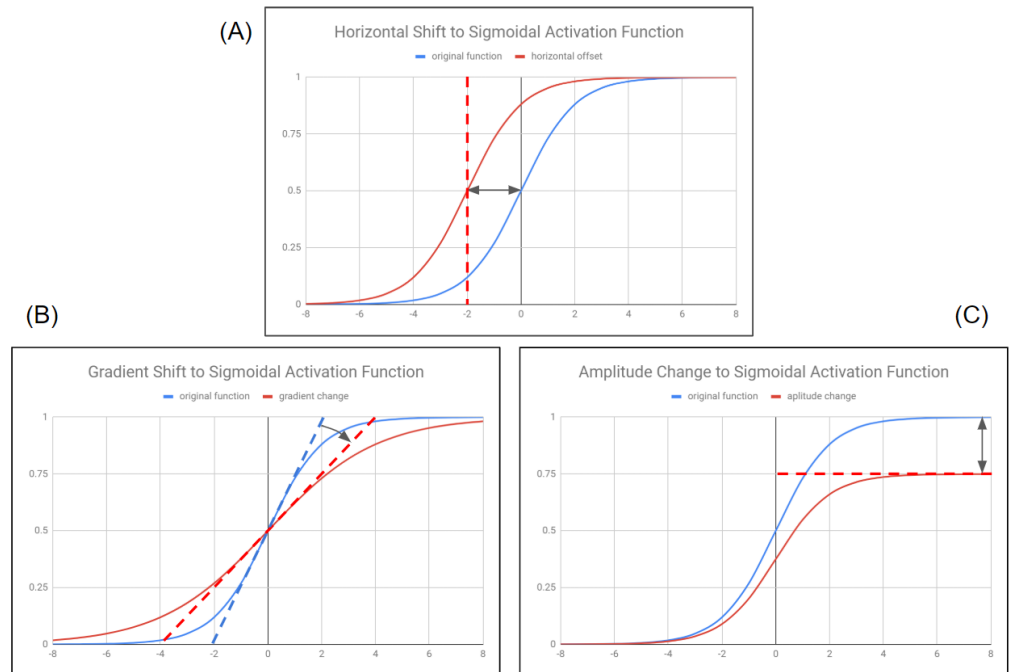 (A)
Horizontal Shift to Sigmoidal Activation Function
original function horizontal offset
1
0.75
0.5
0.25
0
-8 -6 -4 -2 0 2 4 6 8
(B)
(C)
Gradient Shift to Sigmoidal Activation Function
original function gradient change
1
0.75
0.5
0.25
0
-8 -6 -4 -2 0 2 4 6 8
Amplitude Change to Sigmoidal Activation Function
original function aplitude change
1
0.75
0.5
0.25
0
-8 -6 -4 -2 0 2 4 6 8